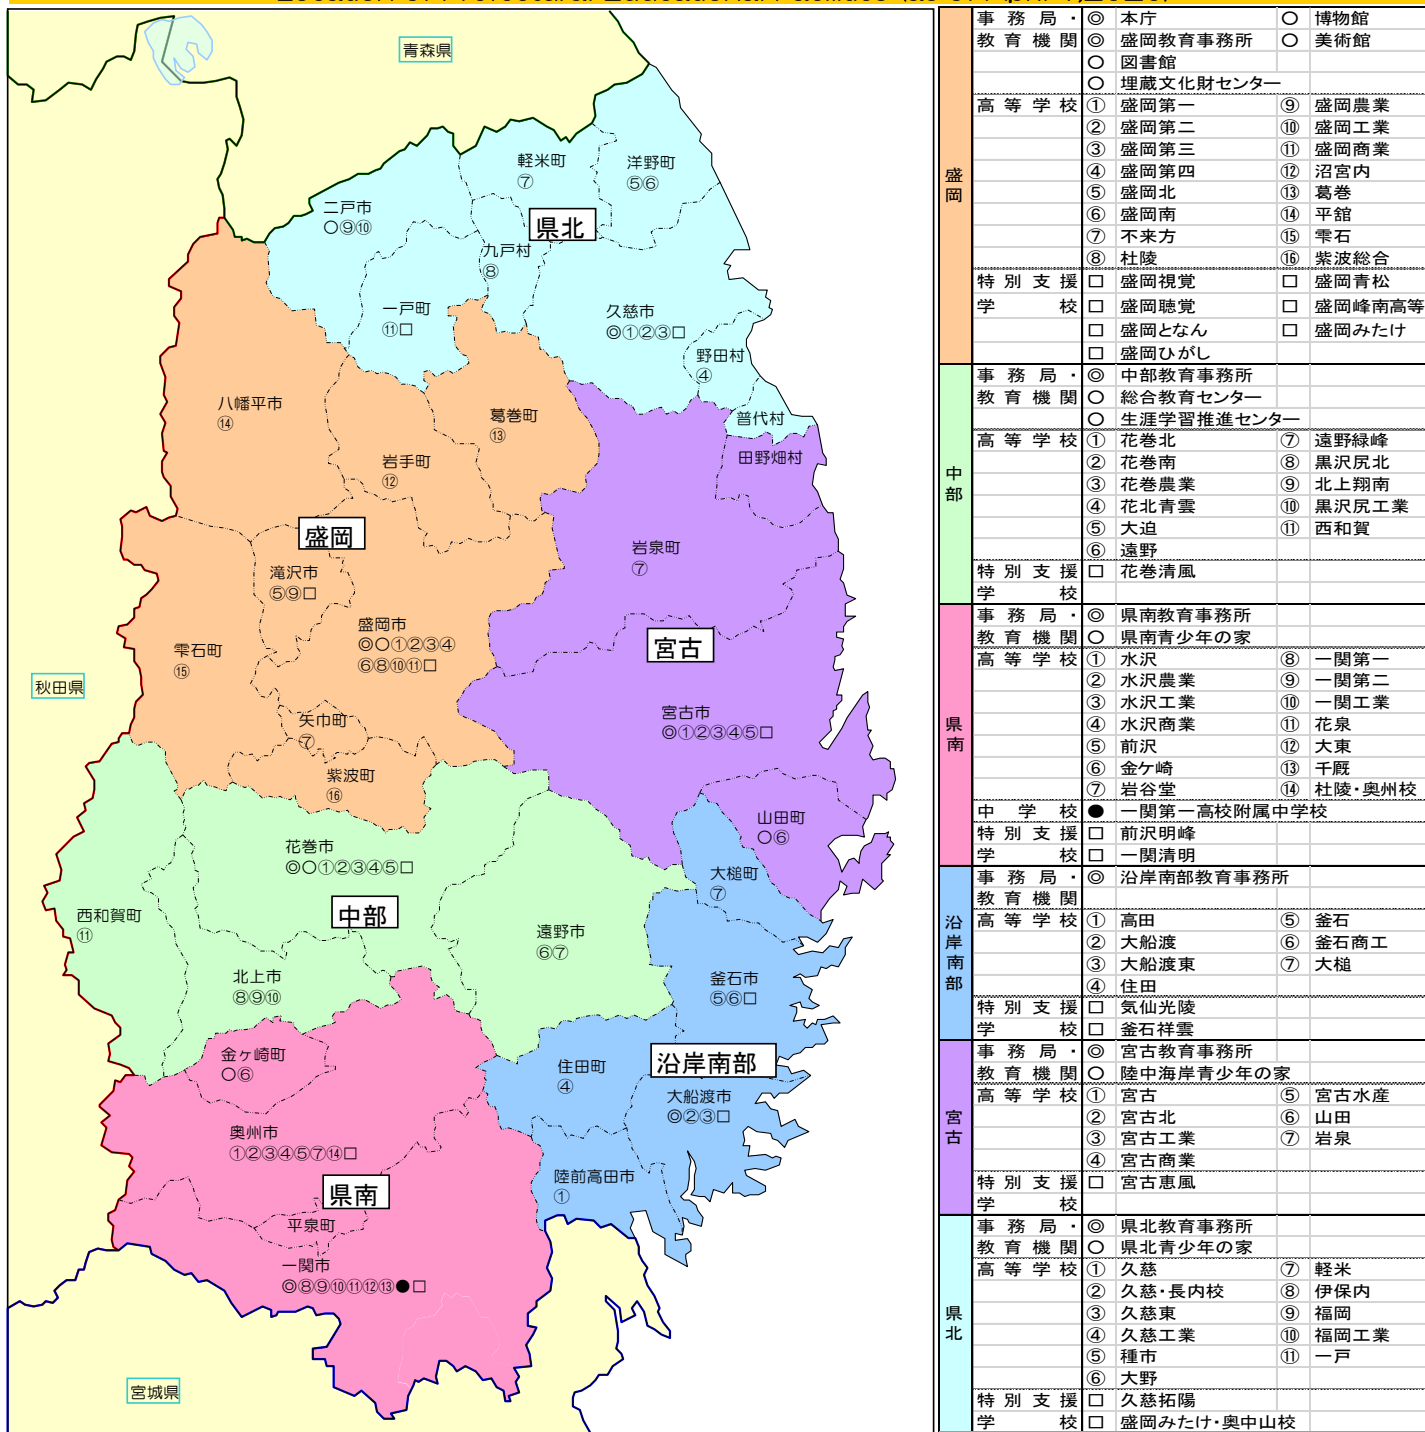 青森県
軽米町
⑦
洋野町
⑤⑥
二戸市
○⑨⑩
県北
九戸村
⑧
一戸町
⑪□
久慈市
◎①②③□
野田村
④
普代村
八幡平市
⑭
葛巻町
⑬
岩手町
⑫
田野畑村
盛岡
岩泉町
⑦
滝沢市
⑤⑨□
盛岡市
◎○①②③④
⑥⑧⑩⑪□
宮古
雫石町
⑮
秋田県
矢巾町
⑦
宮古市
◎①②③④⑤□
紫波町
⑯
山田町
○⑥
花巻市
◎○①②③④⑤□
大槌町
⑦
西和賀町
⑪
中部
遠野市
⑥⑦
北上市
⑧⑨⑩
釜石市
⑤⑥□
金ヶ崎町
○⑥
住田町
④
沿岸南部
大船渡市
◎②③□
奥州市
①②③④⑤⑦⑭□
陸前高田市
①
県南
平泉町
一関市
◎⑧⑨⑩⑪⑫⑬●□
宮城県
盛岡
事務局・ ◎ 本庁 ○ 博物館
教育機関 ◎ 盛岡教育事務所 ○ 美術館
○ 図書館
○ 埋蔵文化財センター
高等学校 ① 盛岡第一 ⑨ 盛岡農業
② 盛岡第二 ⑩ 盛岡工業
③ 盛岡第三 ⑪ 盛岡商業
④ 盛岡第四 ⑫ 沼宮内
⑤ 盛岡北 ⑬ 葛巻
⑥ 盛岡南 ⑭ 平舘
⑦ 不来方 ⑮ 雫石
⑧ 杜陵 ⑯ 紫波総合
特別支援 □ 盛岡視覚 □ 盛岡青松
学校 □ 盛岡聴覚 □ 盛岡峰南高等
□ 盛岡となん □ 盛岡みたけ
□ 盛岡ひがし
中部
事務局・ ◎ 中部教育事務所
教育機関 ○ 総合教育センター
○ 生涯学習推進センター
高等学校 ① 花巻北 ⑦ 遠野緑峰
② 花巻南 ⑧ 黒沢尻北
③ 花巻農業 ⑨ 北上翔南
④ 花北青雲 ⑩ 黒沢尻工業
⑤ 大迫 ⑪ 西和賀
⑥ 遠野
特別支援 □ 花巻清風
学校
県南
事務局・ ◎ 県南教育事務所
教育機関 ○ 県南青少年の家
高等学校 ① 水沢 ⑧ 一関第一
② 水沢農業 ⑨ 一関第二
③ 水沢工業 ⑩ 一関工業
④ 水沢商業 ⑪ 花泉
⑤ 前沢 ⑫ 大東
⑥ 金ケ崎 ⑬ 千厩
⑦ 岩谷堂 ⑭ 杜陵・奥州校
中学校 ● 一関第一高校附属中学校
特別支援 □ 前沢明峰
学校 □ 一関清明
沿岸南部
事務局・ ◎ 沿岸南部教育事務所
教育機関
高等学校 ① 高田 ⑤ 釜石
② 大船渡 ⑥ 釜石商工
③ 大船渡東 ⑦ 大槌
④ 住田
特別支援 □ 気仙光陵
学校 □ 釜石祥雲
宮古
事務局・ ◎ 宮古教育事務所
教育機関 ○ 陸中海岸青少年の家
高等学校 ① 宮古 ⑤ 宮古水産
② 宮古北 ⑥ 山田
③ 宮古工業 ⑦ 岩泉
④ 宮古商業
特別支援 □ 宮古恵風
学校
県北
事務局・ ◎ 県北教育事務所
教育機関 ○ 県北青少年の家
高等学校 ① 久慈 ⑦ 軽米
② 久慈・長内校 ⑧ 伊保内
③ 久慈東 ⑨ 福岡
④ 久慈工業 ⑩ 福岡工業
⑤ 種市 ⑪ 一戸
⑥ 大野
特別支援 □ 久慈拓陽
学校 □ 盛岡みたけ・奥中山校